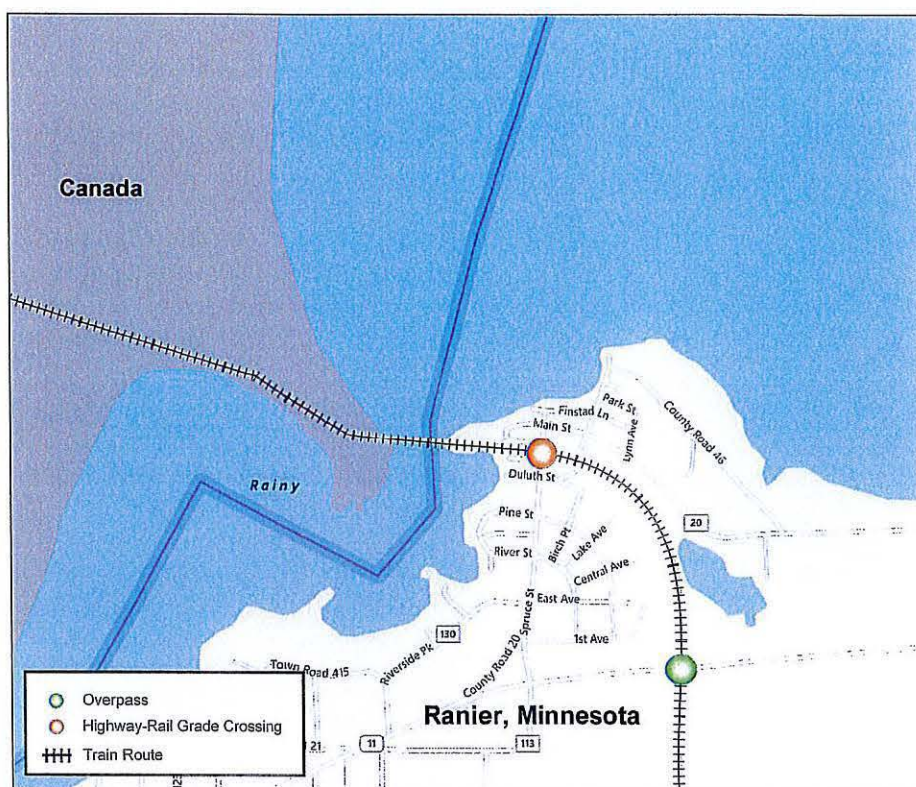 Canada
Rainy
Finstad Ln
Park St
Main St
Lynn Ave
County Road 46
Duluth St
Pine St
20
River St
Birch Pt
Lake Ave
Central Ave
East Ave
Spruce St
130
1st Ave
Riverside Pk
County Road 20
Town Road 415
Ranier, Minnesota
21
11
113
Overpass
Highway-Rail Grade Crossing
Train Route